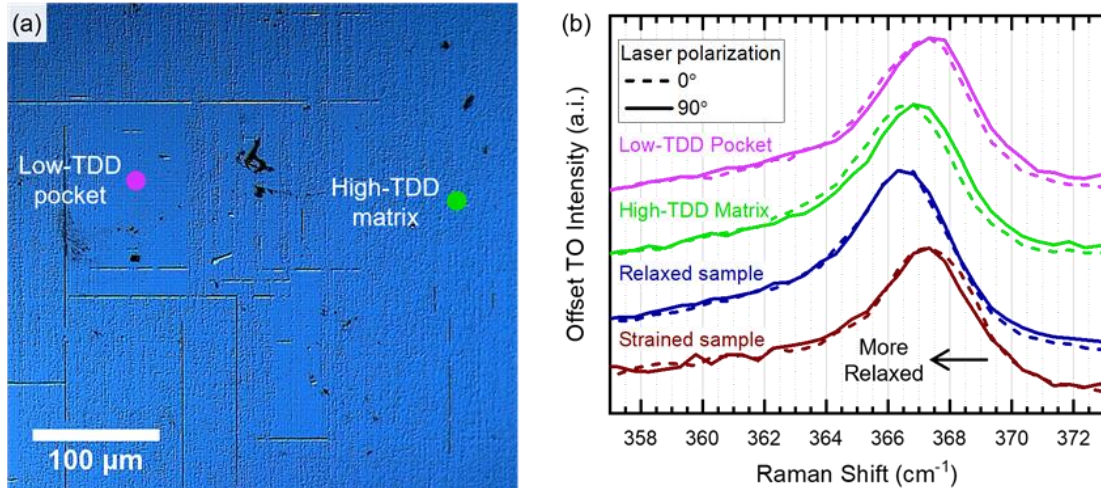 (a)
Low-TDD
pocket
High-TDD
matrix
100 µm
(b)
Laser polarization
0°
90°
Low-TDD Pocket
High-TDD Matrix
Relaxed sample
Strained sample
More
Relaxed
Offset TO Intensity (a.i.)
358 360 362 364 366 368 370 372
Raman Shift (cm⁻¹)